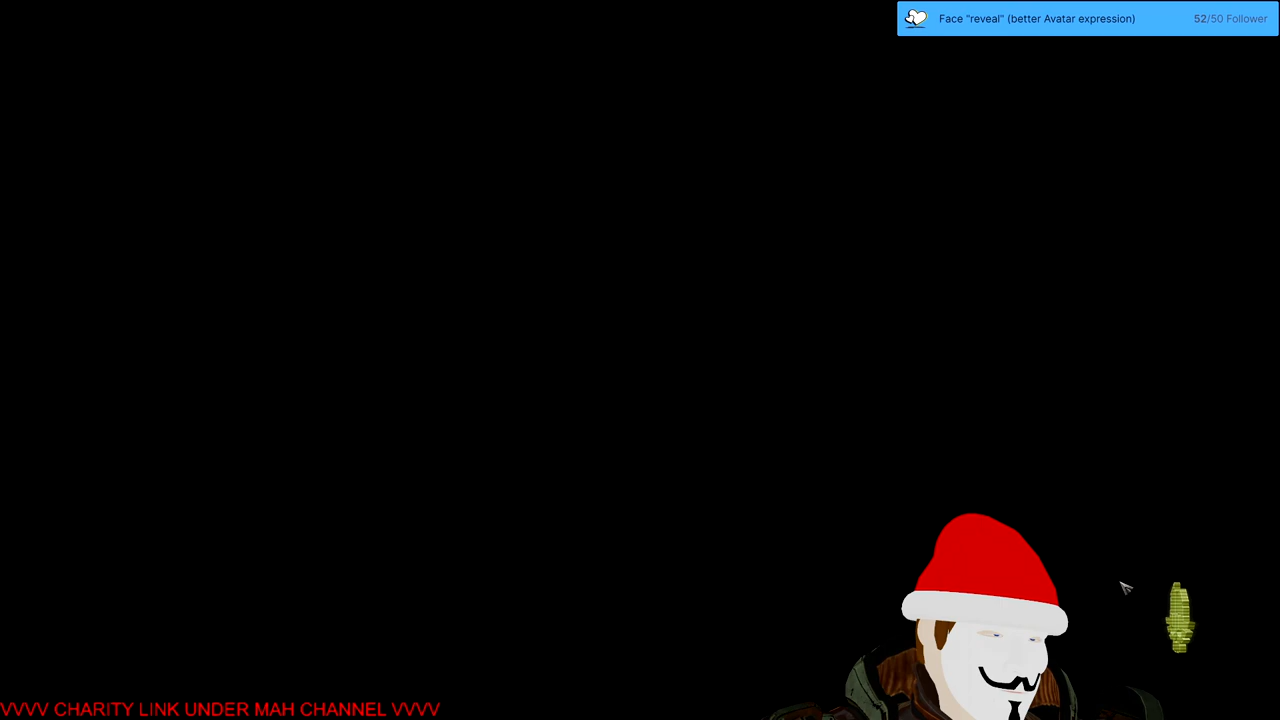 Face "reveal" (better Avatar expression) 52/50 Follower
VVVV CHARITY LINK UNDER MAH CHANNEL VVVV